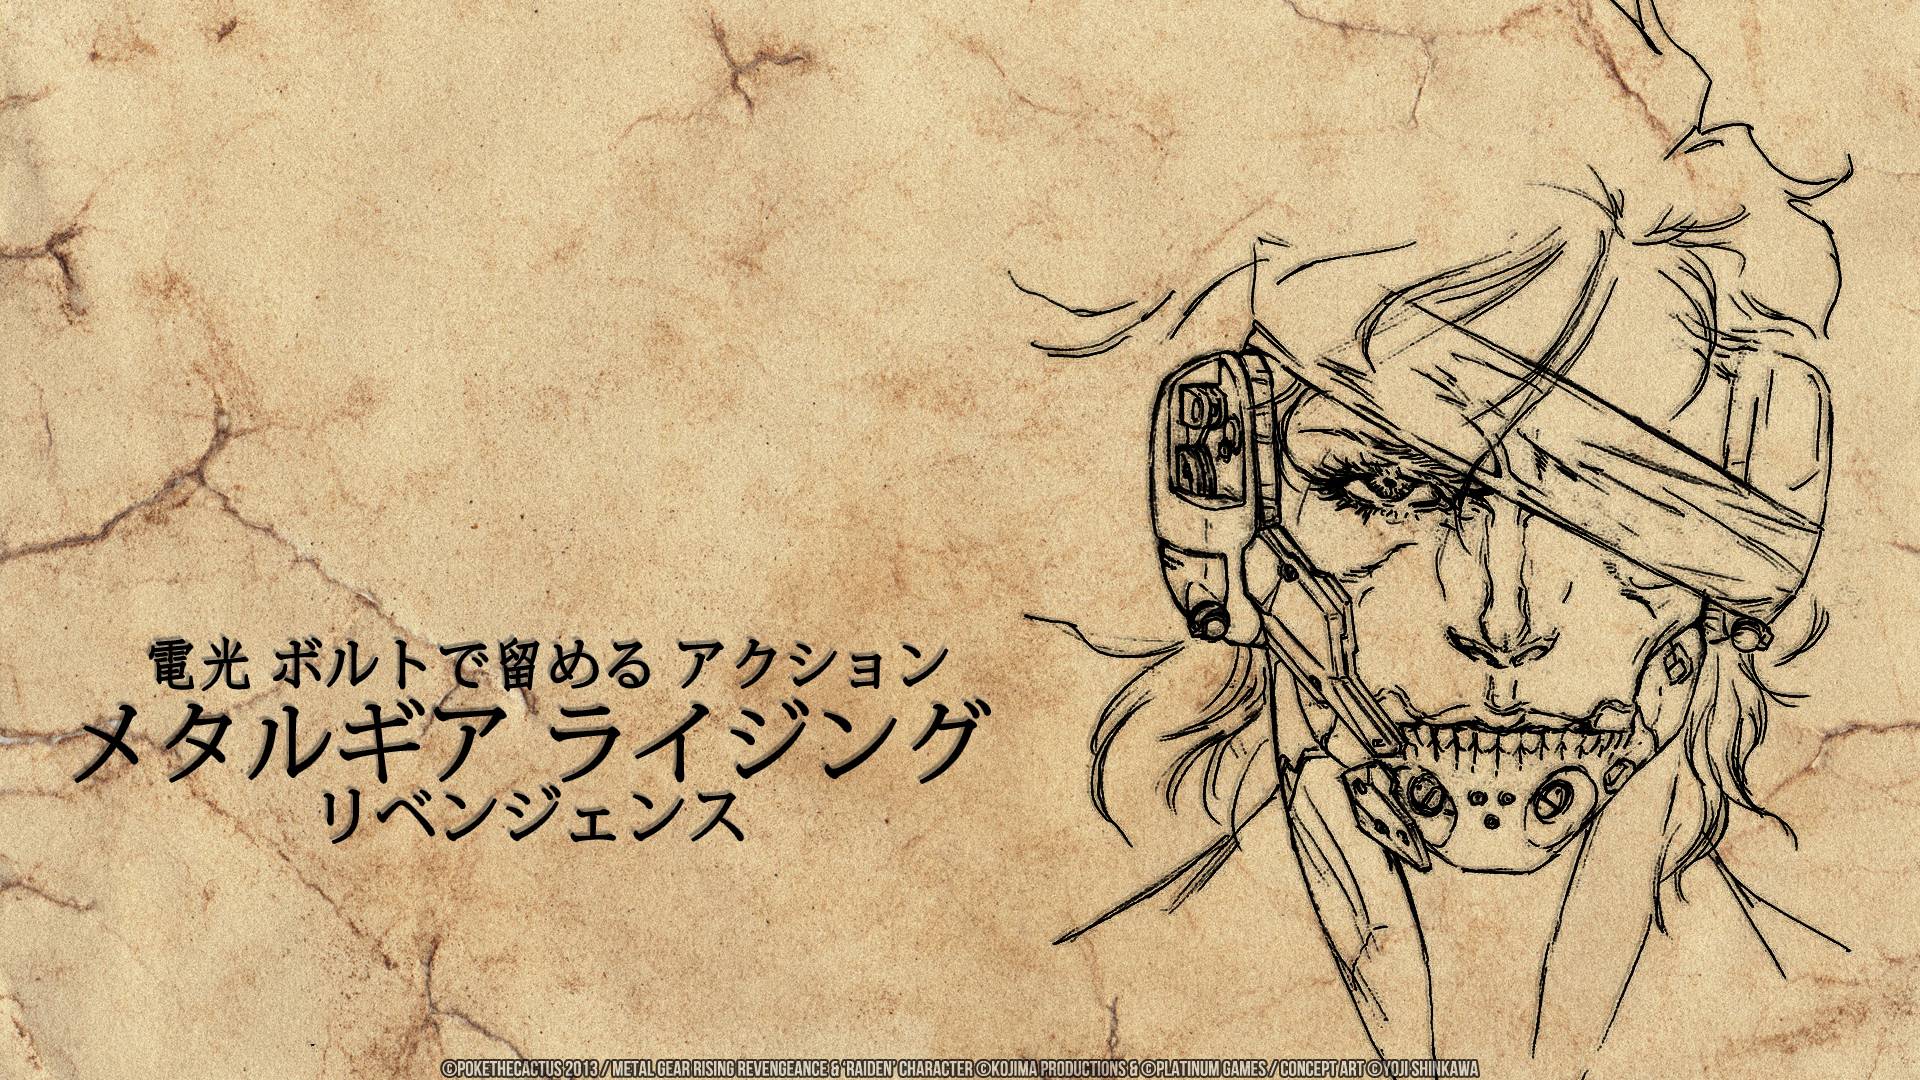 電光 ボルトで留める アクション
メタルギア ライジング
リベンジェンス
©POKETHECACTUS 2013 / METAL GEAR RISING REVENGEANCE & 'RAIDEN' CHARACTER ©KOJIMA PRODUCTIONS & ©PLATINUM GAMES / CONCEPT ART ©YOJI SHINKAWA